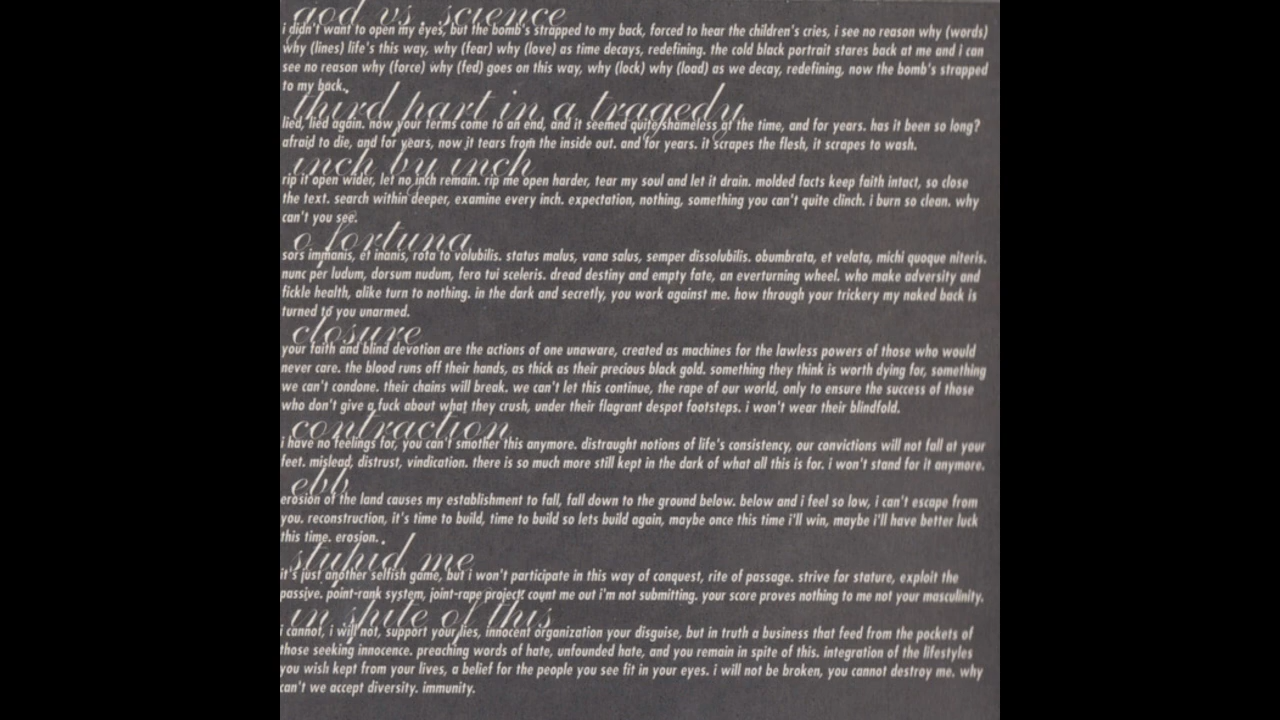 god vs. science
i didn't want to open my eyes, but the bomb's strapped to my back, forced to hear the children's cries, i see no reason why (words)
why (lines) life's this way, why (fear) why (love) as time decays, redefining. the cold black portrait stares back at me and i can
see no reason why (force) why (fed) goes on this way, why (lock) why (load) as we decay, redefining, now the bomb's strapped
to my back.
third part in a tragedy
lied, lied again. now your terms come to an end, and it seemed quite shameless at the time, and for years. has it been so long?
afraid to die, and for years, now it tears from the inside out. and for years. it scrapes the flesh, it scrapes to wash.
inch by inch
rip it open wider, let no inch remain. rip me open harder, tear my soul and let it drain. molded facts keep faith intact, so close
the text. search within deeper, examine every inch. expectation, nothing, something you can't quite clinch. i burn so clean. why
can't you see.
o fortuna
sors immanis, et inanis, rota to volubilis. status malus, vana salus, semper dissolubilis. obumbrata, et velata, michi quoque niteris.
nunc per ludum, dorsum nudum, fero tui sceleris. dread destiny and empty fate, an everturning wheel. who make adversity and
fickle health, alike turn to nothing. in the dark and secretly, you work against me. how through your trickery my naked back is
turned to you unarmed.
closure
your faith and blind devotion are the actions of one unaware, created as machines for the lawless powers of those who would
never care. the blood runs off their hands, as thick as their precious black gold. something they think is worth dying for, something
we can't condone. their chains will break. we can't let this continue, the rape of our world, only to ensure the success of those
who don't give a fuck about what they crush, under their flagrant despot footsteps. i won't wear their blindfold.
contraction
i have no feelings for, you can't smother this anymore. distraught notions of life's consistency, our convictions will not fall at your
feet. mislead, distrust, vindication. there is so much more still kept in the dark of what all this is for. i won't stand for it anymore.
ebb
erosion of the land causes my establishment to fall, fall down to the ground below. below and i feel so low, i can't escape from
you. reconstruction, it's time to build, time to build so lets build again, maybe once this time i'll win, maybe i'll have better luck
this time. erosion.
stupid me
it's just another selfish game, but i won't participate in this way of conquest, rite of passage. strive for stature, exploit the
passive. point-rank system, joint-rape project count me out i'm not submitting. your score proves nothing to me not your masculinity.
in spite of this
i cannot, i will not, support your lies, innocent organization your disguise, but in truth a business that feed from the pockets of
those seeking innocence. preaching words of hate, unfounded hate, and you remain in spite of this. integration of the lifestyles
you wish kept from your lives, a belief for the people you see fit in your eyes. i will not be broken, you cannot destroy me. why
can't we accept diversity. immunity.